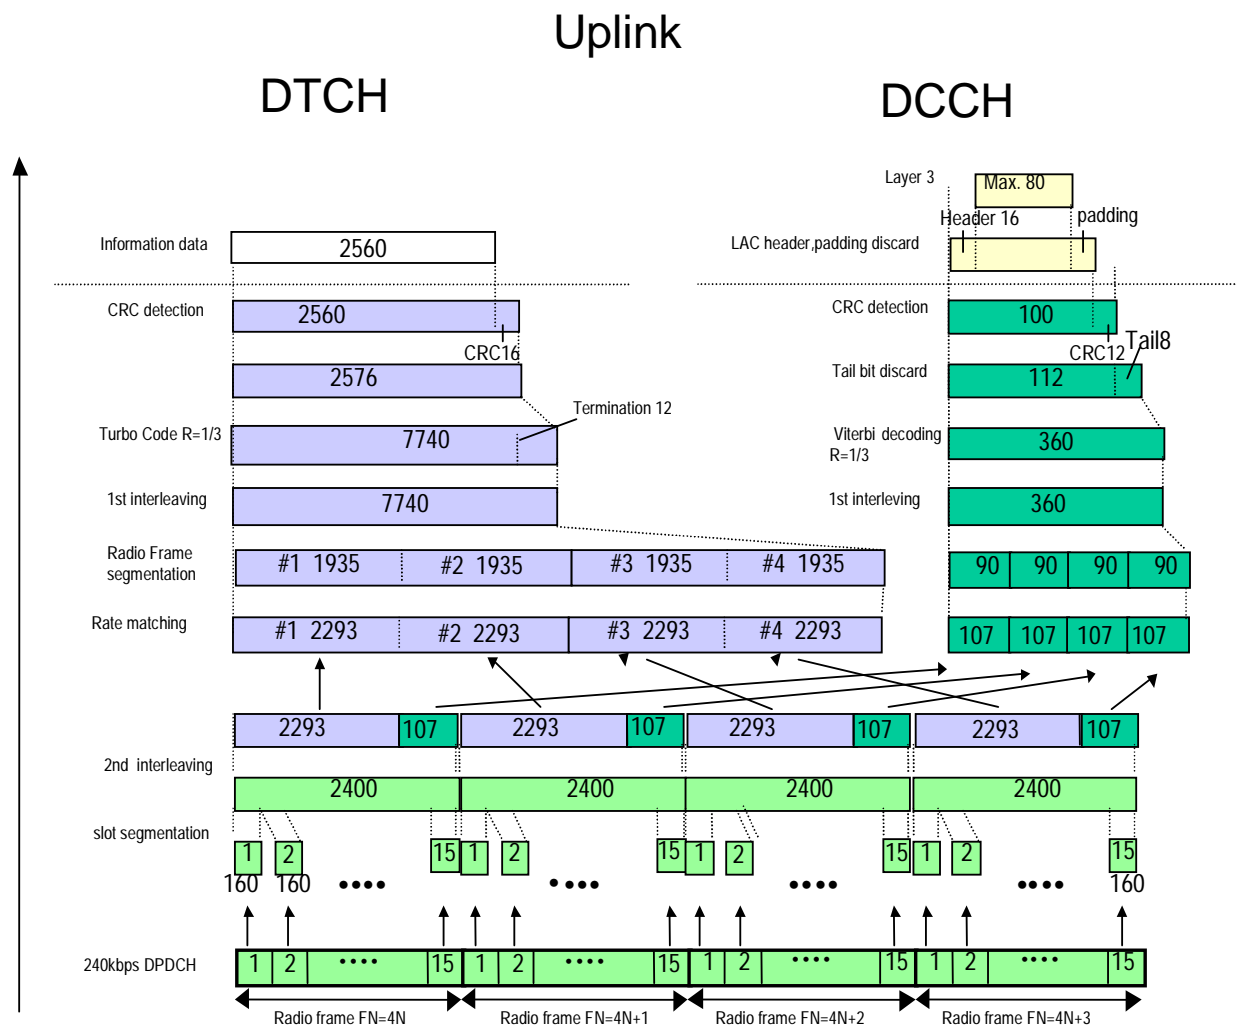 Uplink
DTCH
DCCH
Layer 3
Max. 80
Header 16
padding
Information data
2560
LAC header,padding discard
CRC detection
2560
CRC16
CRC detection
100
CRC12
Tail8
2576
Tail bit discard
112
Termination 12
Turbo Code R=1/3
7740
Viterbi decoding
R=1/3
360
1st interleaving
7740
1st interleving
360
Radio Frame
segmentation
#1 1935 #2 1935 #3 1935 #4 1935
90 90 90 90
Rate matching
#1 2293 #2 2293 #3 2293 #4 2293
107 107 107 107
2293 107 2293 107 2293 107 2293 107
2nd interleaving
2400 2400 2400 2400
slot segmentation
1 2 15 1 2 15 1 2 15 1 2 15
160 160 •••• •••• •••• •••• 160
240kbps DPDCH
1 2 •••• 15 1 2 •••• 15 1 2 •••• 15 1 2 •••• 15
Radio frame FN=4N Radio frame FN=4N+1 Radio frame FN=4N+2 Radio frame FN=4N+3